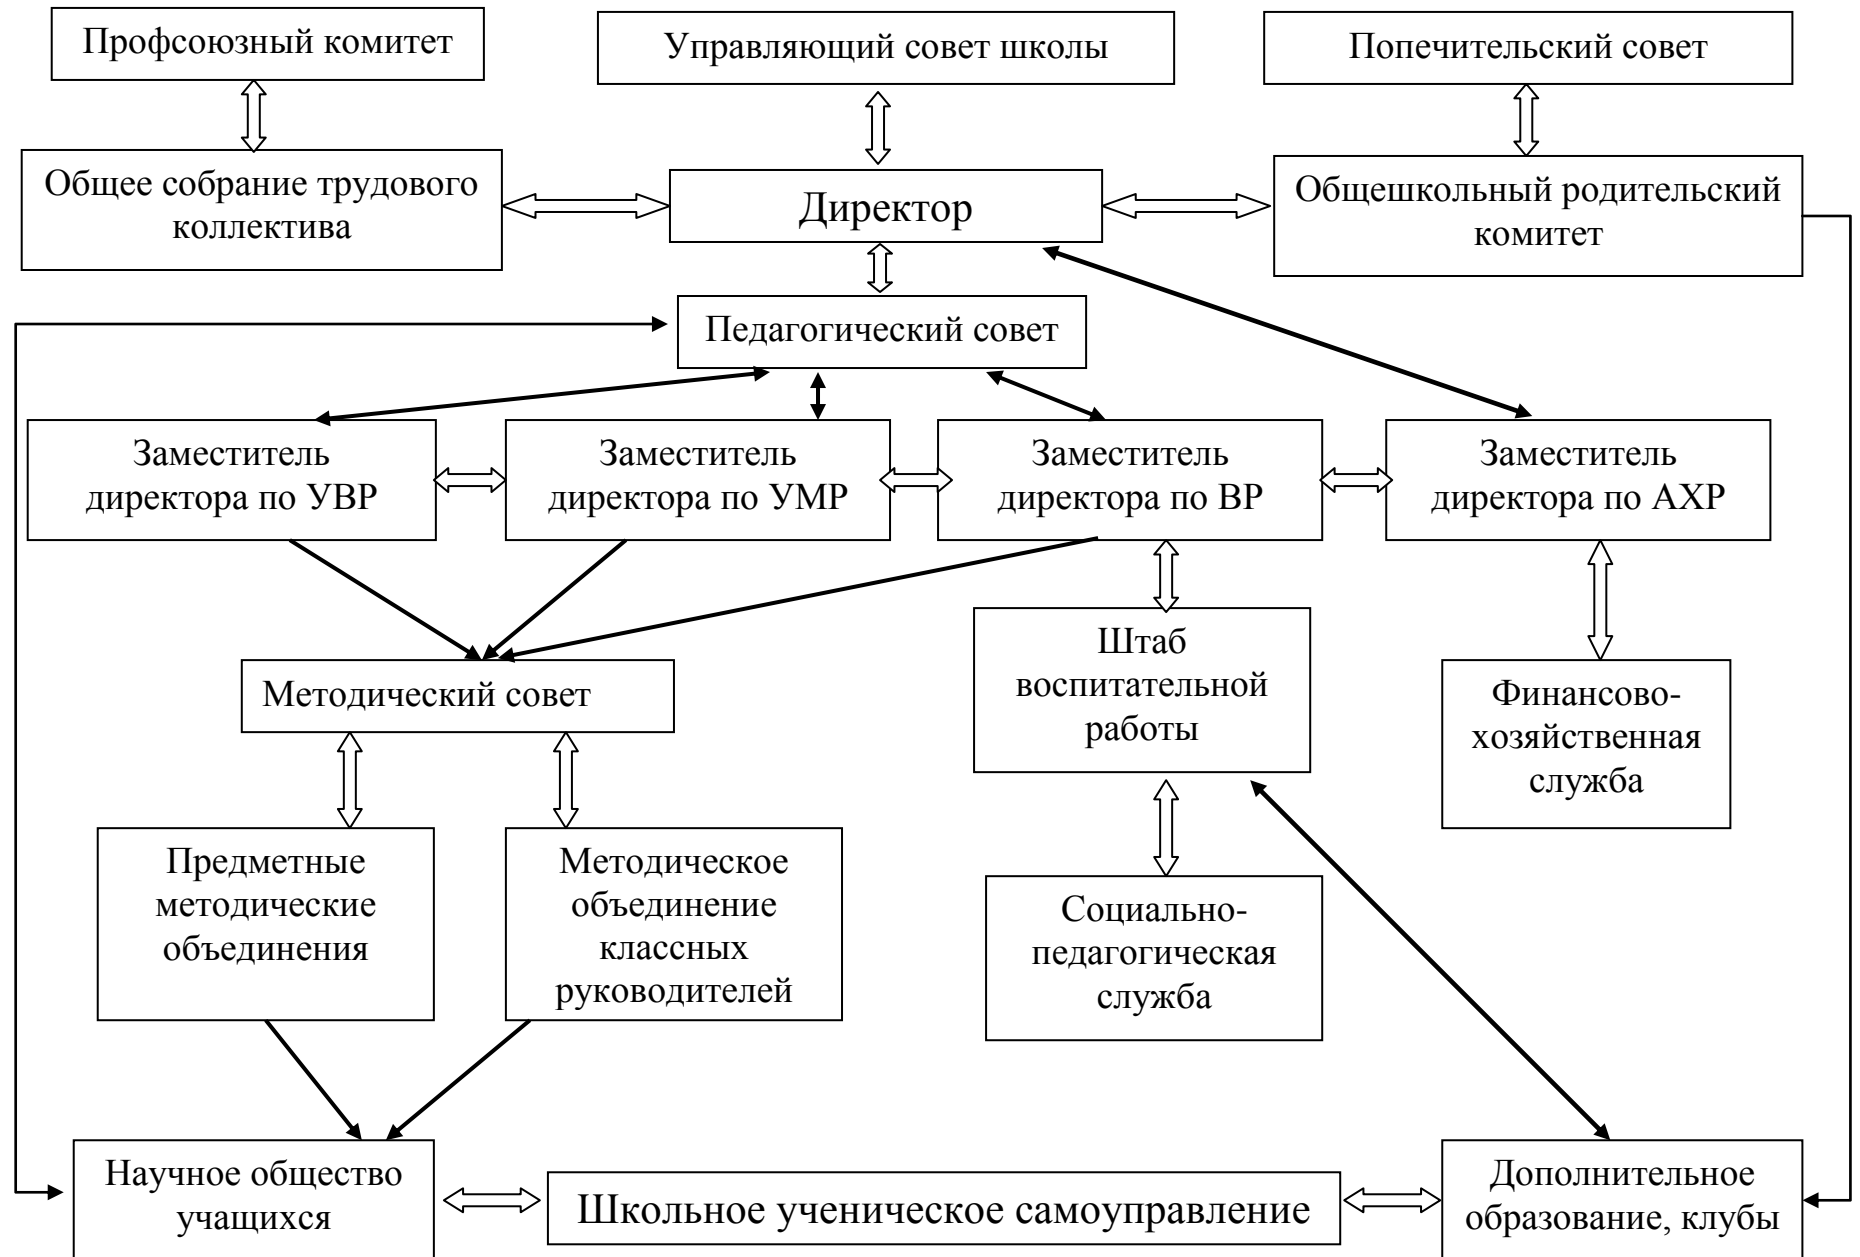 Профсоюзный комитет
Управляющий совет школы
Попечительский совет
Общее собрание трудового
коллектива
Директор
Общешкольный родительский
комитет
Педагогический совет
Заместитель
директора по УВР
Заместитель
директора по УМР
Заместитель
директора по ВР
Заместитель
директора по АХР
Методический совет
Штаб
воспитательной
работы
Финансово-
хозяйственная
служба
Предметные
методические
объединения
Методическое
объединение
классных
руководителей
Социально-
педагогическая
служба
Научное общество
учащихся
Школьное ученическое самоуправление
Дополнительное
образование, клубы